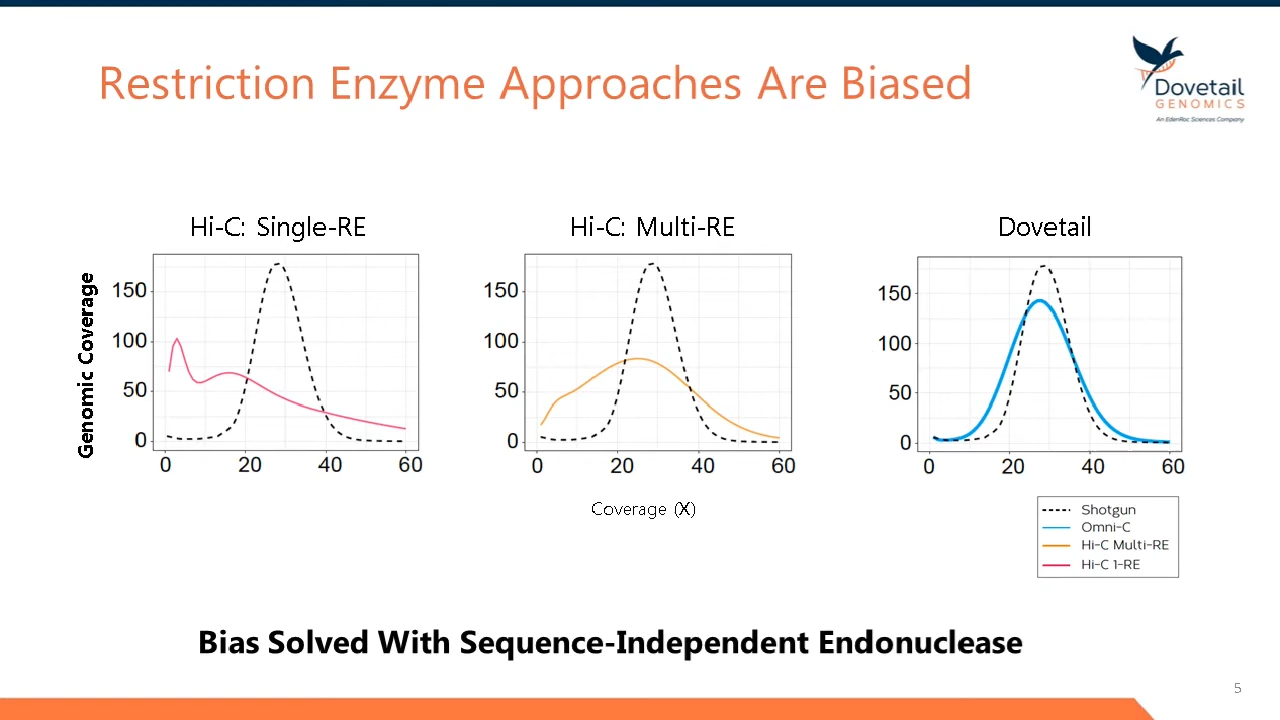 Restriction Enzyme Approaches Are Biased
Dovetail
GENOMICS
An EdenRoc Sciences Company
Hi-C: Single-RE
Hi-C: Multi-RE
Dovetail
Genomic Coverage
150
100
50
0
0 20 40 60
150
100
50
0
0 20 40 60
150
100
50
0
0 20 40 60
Coverage (X)
Shotgun
Omni-C
Hi-C Multi-RE
Hi-C 1-RE
Bias Solved With Sequence-Independent Endonuclease
5